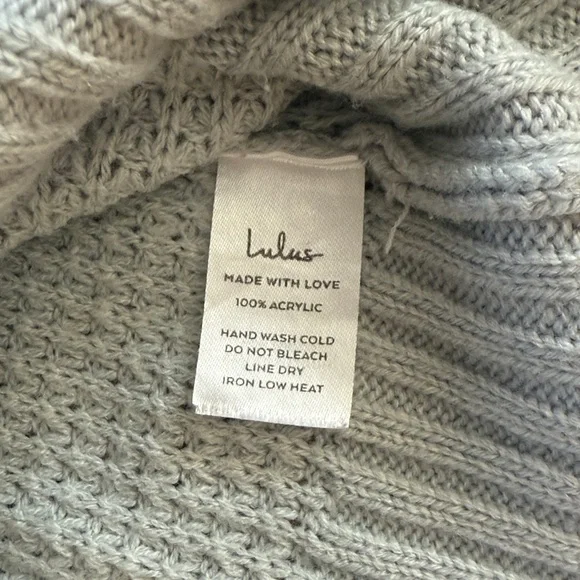 Lulus
MADE WITH LOVE
100% ACRYLIC
HAND WASH COLD
DO NOT BLEACH
LINE DRY
IRON LOW HEAT